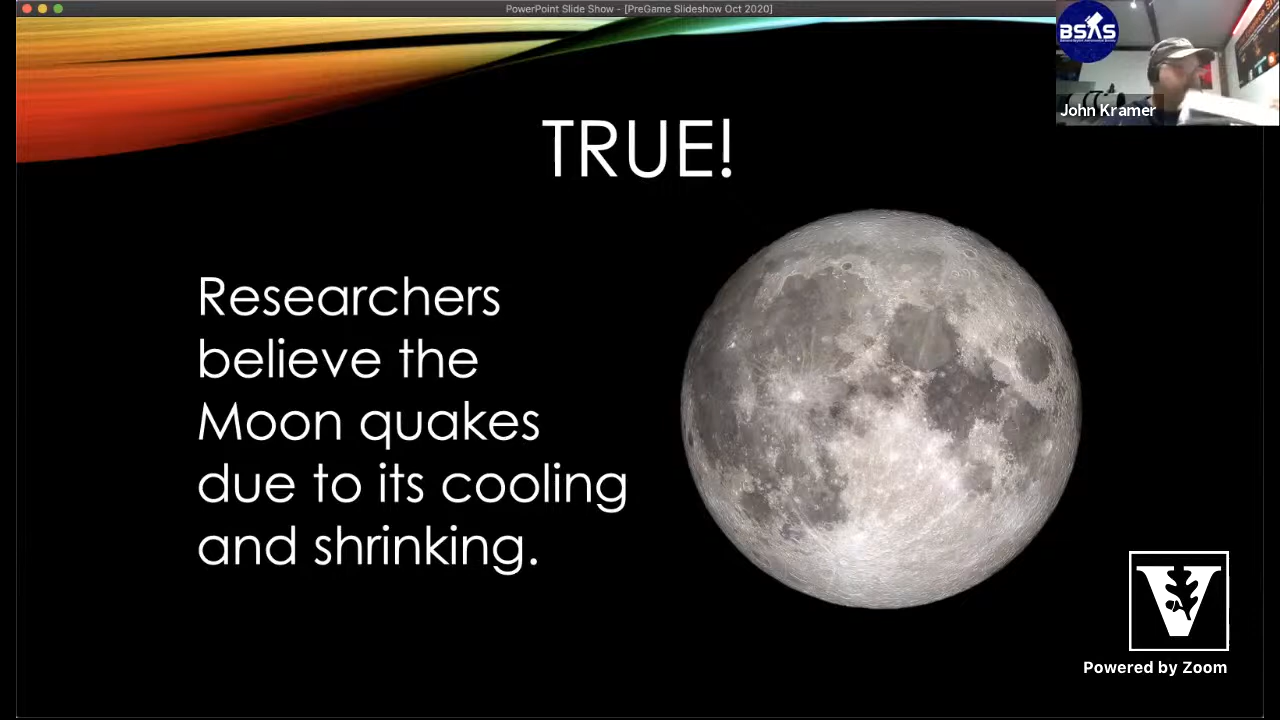 PowerPoint Slide Show - [PreGame Slideshow Oct 2020]
BSAS
John Kramer
TRUE!
Researchers
believe the
Moon quakes
due to its cooling
and shrinking.
V
Powered by Zoom